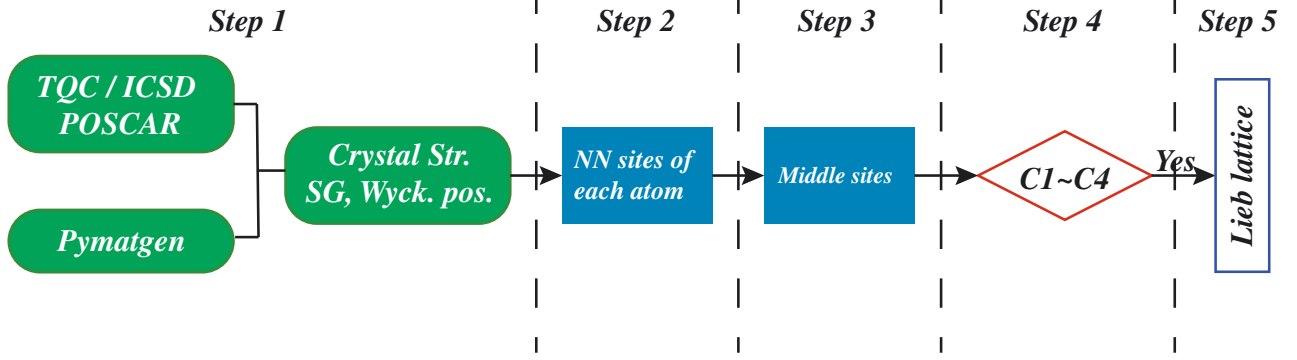 Step 1
Step 2
Step 3
Step 4
Step 5
TQC / ICSD
POSCAR
Pymatgen
Crystal Str.
SG, Wyck. pos.
NN sites of
each atom
Middle sites
C1~C4
Yes
Lieb lattice